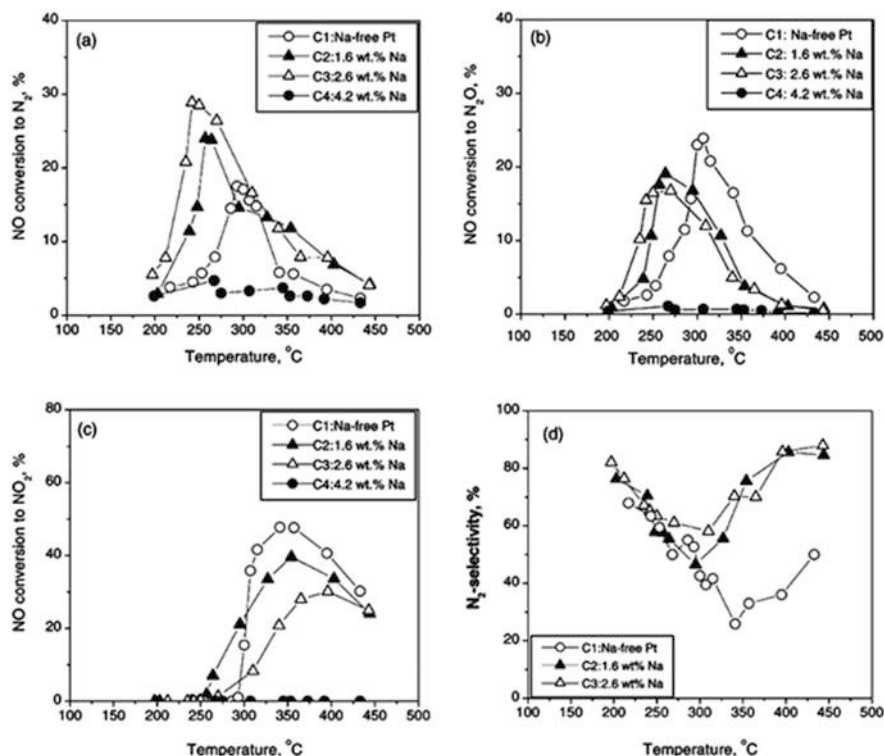 (a)
C1:Na-free Pt
C2:1.6 wt.% Na
C3:2.6 wt.% Na
C4:4.2 wt.% Na
NO conversion to N₂, %
40
30
20
10
0
100 150 200 250 300 350 400 450 500
Temperature, °C
(b)
C1: Na-free Pt
C2: 1.6 wt.% Na
C3: 2.6 wt.% Na
C4: 4.2 wt.% Na
NO conversion to N₂O, %
40
30
20
10
0
100 150 200 250 300 350 400 450 500
Temperature, °C
(c)
C1:Na-free Pt
C2:1.6 wt.% Na
C3:2.6 wt.% Na
C4:4.2 wt.% Na
NO conversion to NO₂, %
80
60
40
20
0
100 150 200 250 300 350 400 450 500
Temperature, °C
(d)
N₂-selectivity, %
100
80
60
40
20
0
C1:Na-free Pt
C2:1.6 wt% Na
C3:2.6 wt% Na
100 150 200 250 300 350 400 450 500
Temperature, °C